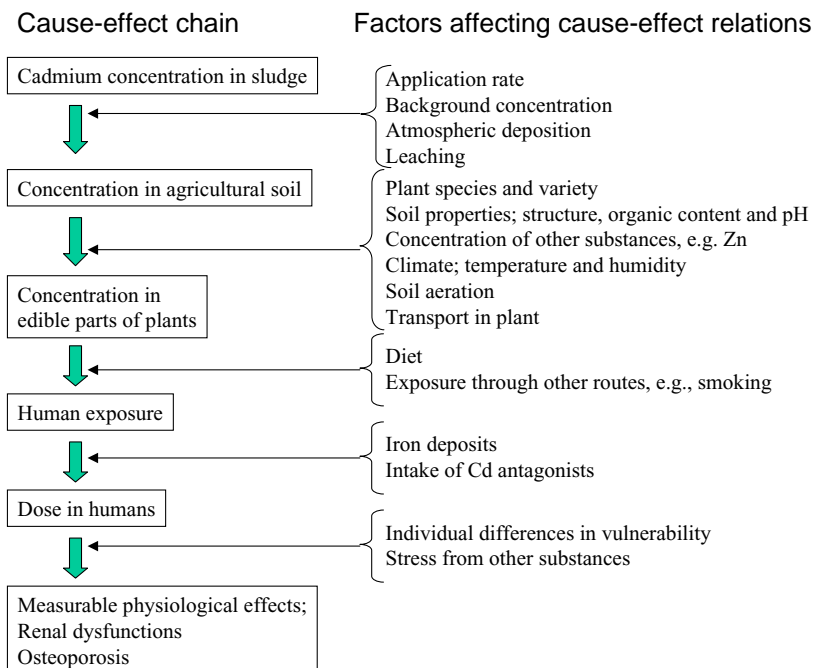 Cause-effect chain
Factors affecting cause-effect relations
Cadmium concentration in sludge
Application rate
Background concentration
Atmospheric deposition
Leaching
Concentration in agricultural soil
Plant species and variety
Soil properties; structure, organic content and pH
Concentration of other substances, e.g. Zn
Climate; temperature and humidity
Soil aeration
Transport in plant
Concentration in
edible parts of plants
Diet
Exposure through other routes, e.g., smoking
Human exposure
Iron deposits
Intake of Cd antagonists
Dose in humans
Individual differences in vulnerability
Stress from other substances
Measurable physiological effects;
Renal dysfunctions
Osteoporosis